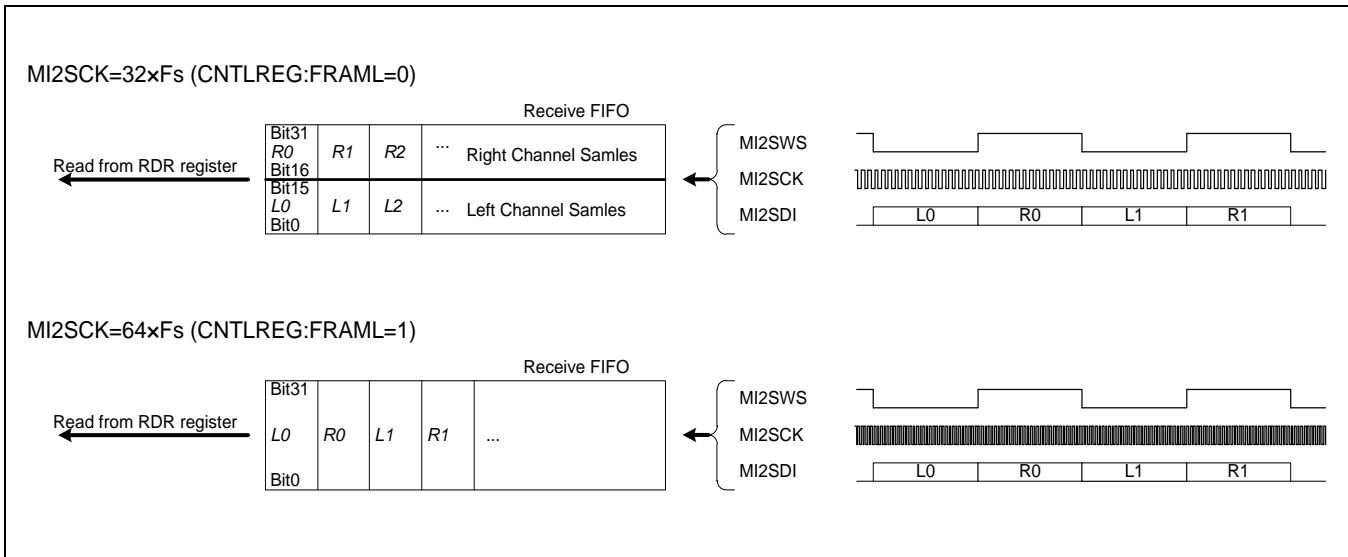 MI2SCK=32×Fs (CNTLREG:FRAML=0)
Receive FIFO
Read from RDR register
Bit31
R0
Bit16
R1
R2
... Right Channel Samles
Bit15
L0
Bit0
L1
L2
... Left Channel Samles
MI2SWS
MI2SCK
MI2SDI
L0 R0 L1 R1
MI2SCK=64×Fs (CNTLREG:FRAML=1)
Receive FIFO
Read from RDR register
Bit31
L0 R0 L1 R1 ...
Bit0
MI2SWS
MI2SCK
MI2SDI
L0 R0 L1 R1